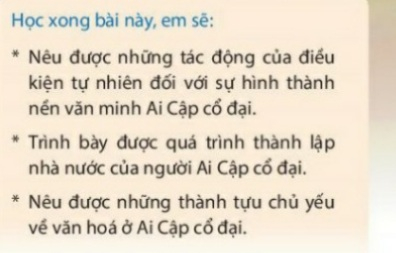 Học xong bài này, em sẽ:
* Nêu được những tác động của điều
kiện tự nhiên đối với sự hình thành
nền văn minh Ai Cập cổ đại.
* Trình bày được quá trình thành lập
nhà nước của người Ai Cập cổ đại.
* Nêu được những thành tựu chủ yếu
về văn hoá ở Ai Cập cổ đại.